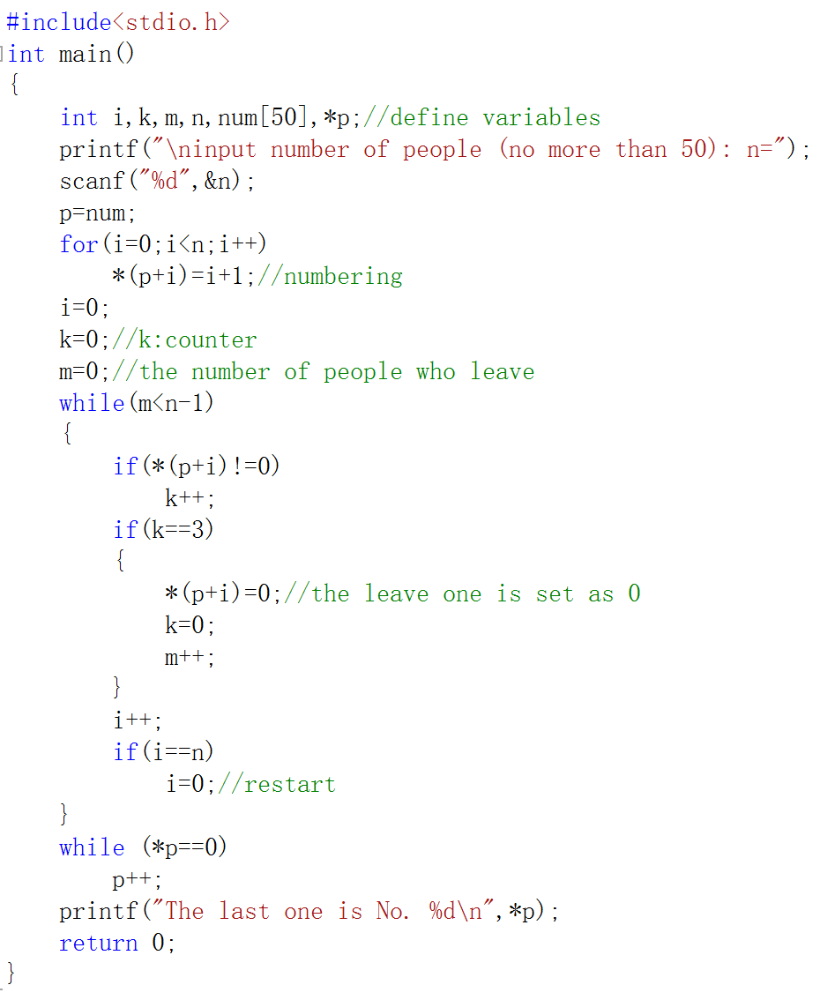 #include<stdio.h>
int main()
{
    int i,k,m,n,num[50],*p;//define variables
    printf("\ninput number of people (no more than 50): n=");
    scanf("%d",&n);
    p=num;
    for(i=0;i<n;i++)
        *(p+i)=i+1;//numbering
    i=0;
    k=0;//k:counter
    m=0;//the number of people who leave
    while(m<n-1)
    {
        if(*(p+i)!=0)
            k++;
        if(k==3)
        {
            *(p+i)=0;//the leave one is set as 0
            k=0;
            m++;
        }
        i++;
        if(i==n)
            i=0;//restart
    }
    while (*p==0)
        p++;
    printf("The last one is No. %d\n",*p);
    return 0;
}